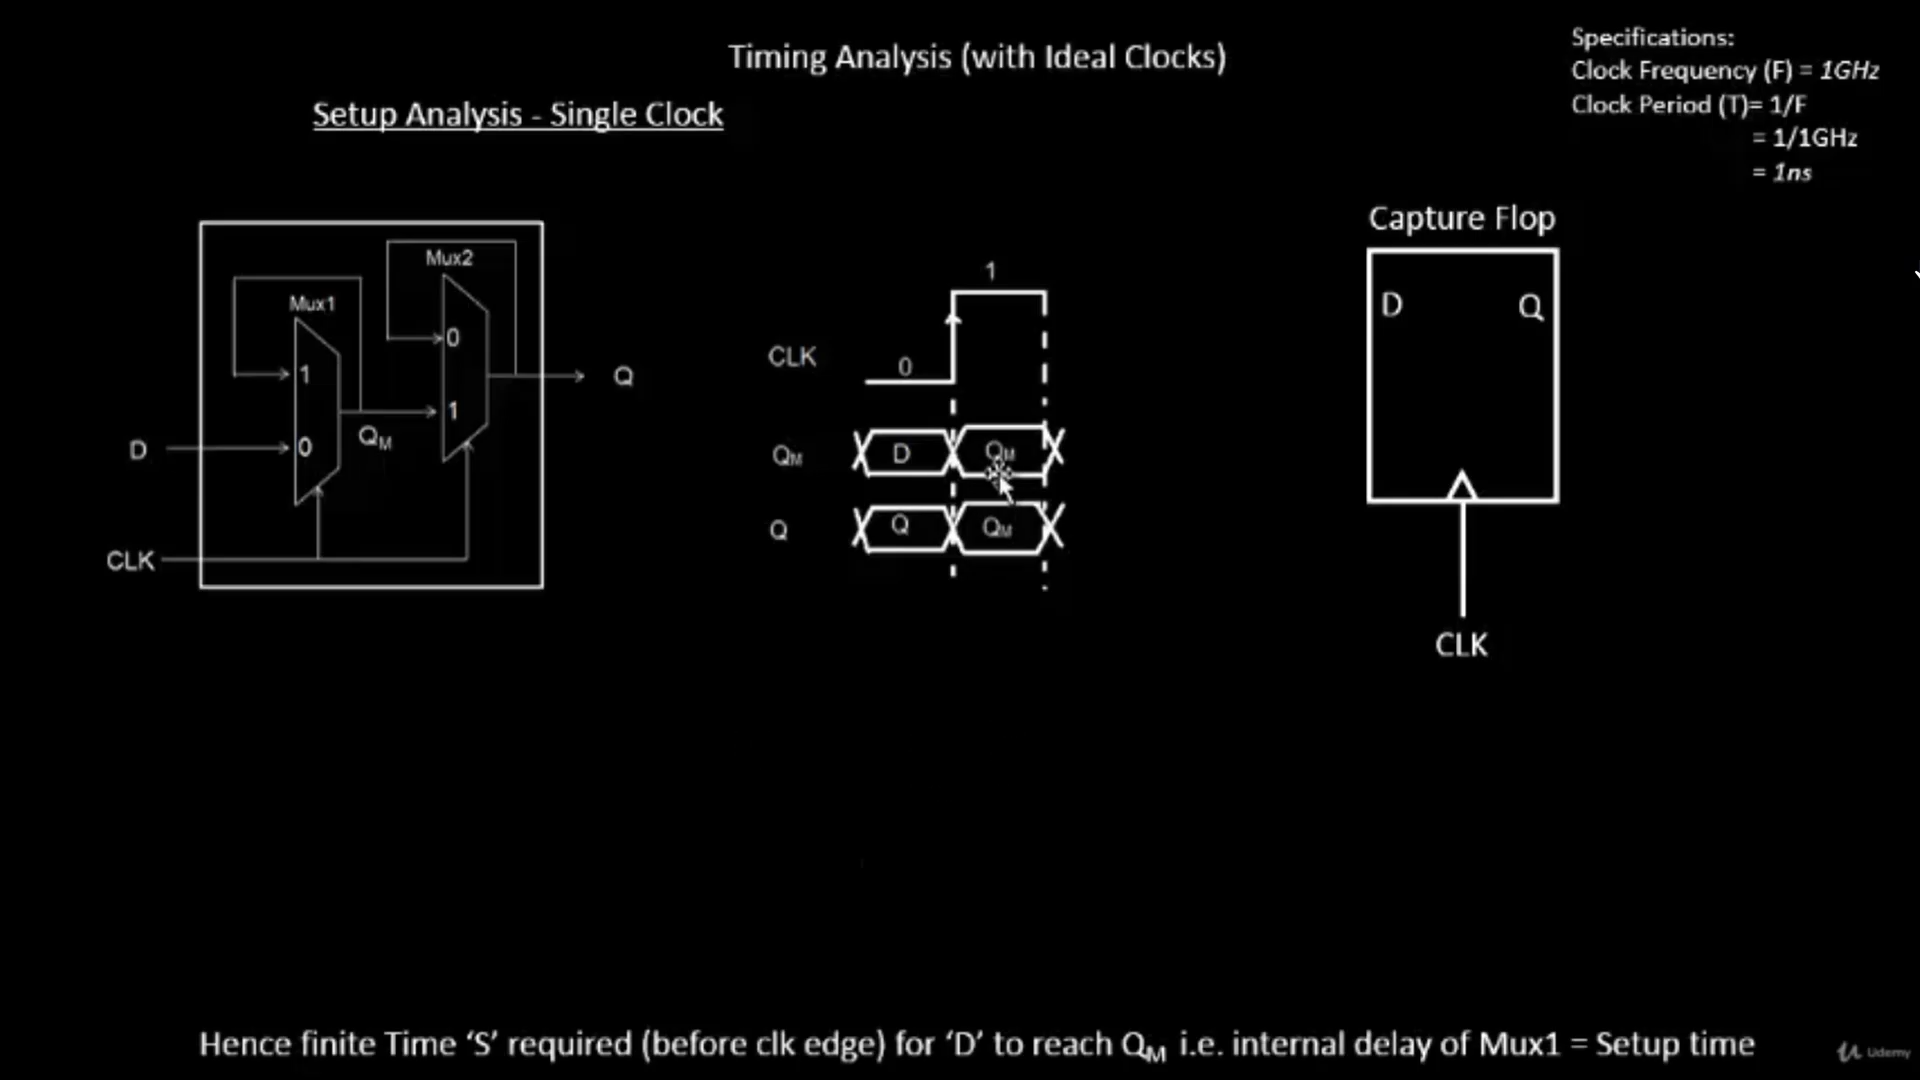 Timing Analysis (with Ideal Clocks)
Specifications:
Clock Frequency (F) = 1GHz
Clock Period (T)= 1/F
= 1/1GHz
= 1ns
Setup Analysis - Single Clock
Mux2
Mux1
0
1
1
0
Q_M
D
CLK
Q
1
CLK
0
Q_M
D
Q_M
Q
Q
Q_M
Capture Flop
D
Q
CLK
Hence finite Time ‘S’ required (before clk edge) for ‘D’ to reach Q_M i.e. internal delay of Mux1 = Setup time
Udemy